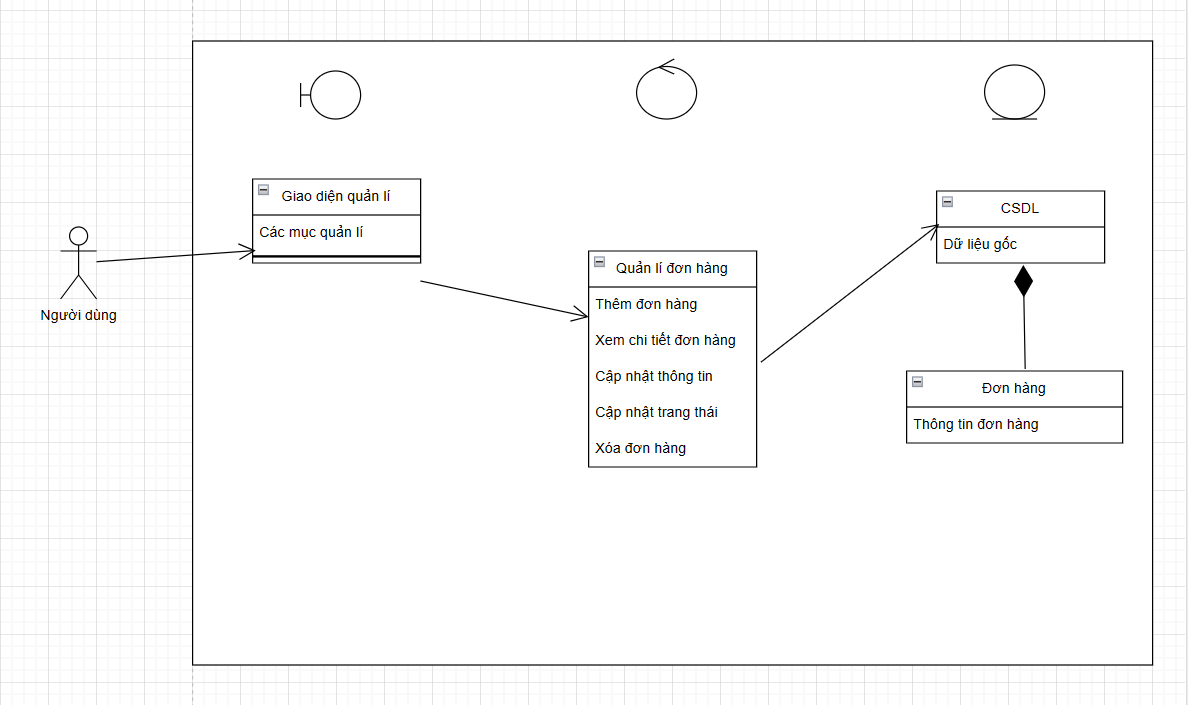 Người dùng
Giao diện quản lí
Các mục quản lí
Quản lí đơn hàng
Thêm đơn hàng
Xem chi tiết đơn hàng
Cập nhật thông tin
Cập nhật trang thái
Xóa đơn hàng
CSDL
Dữ liệu gốc
Đơn hàng
Thông tin đơn hàng